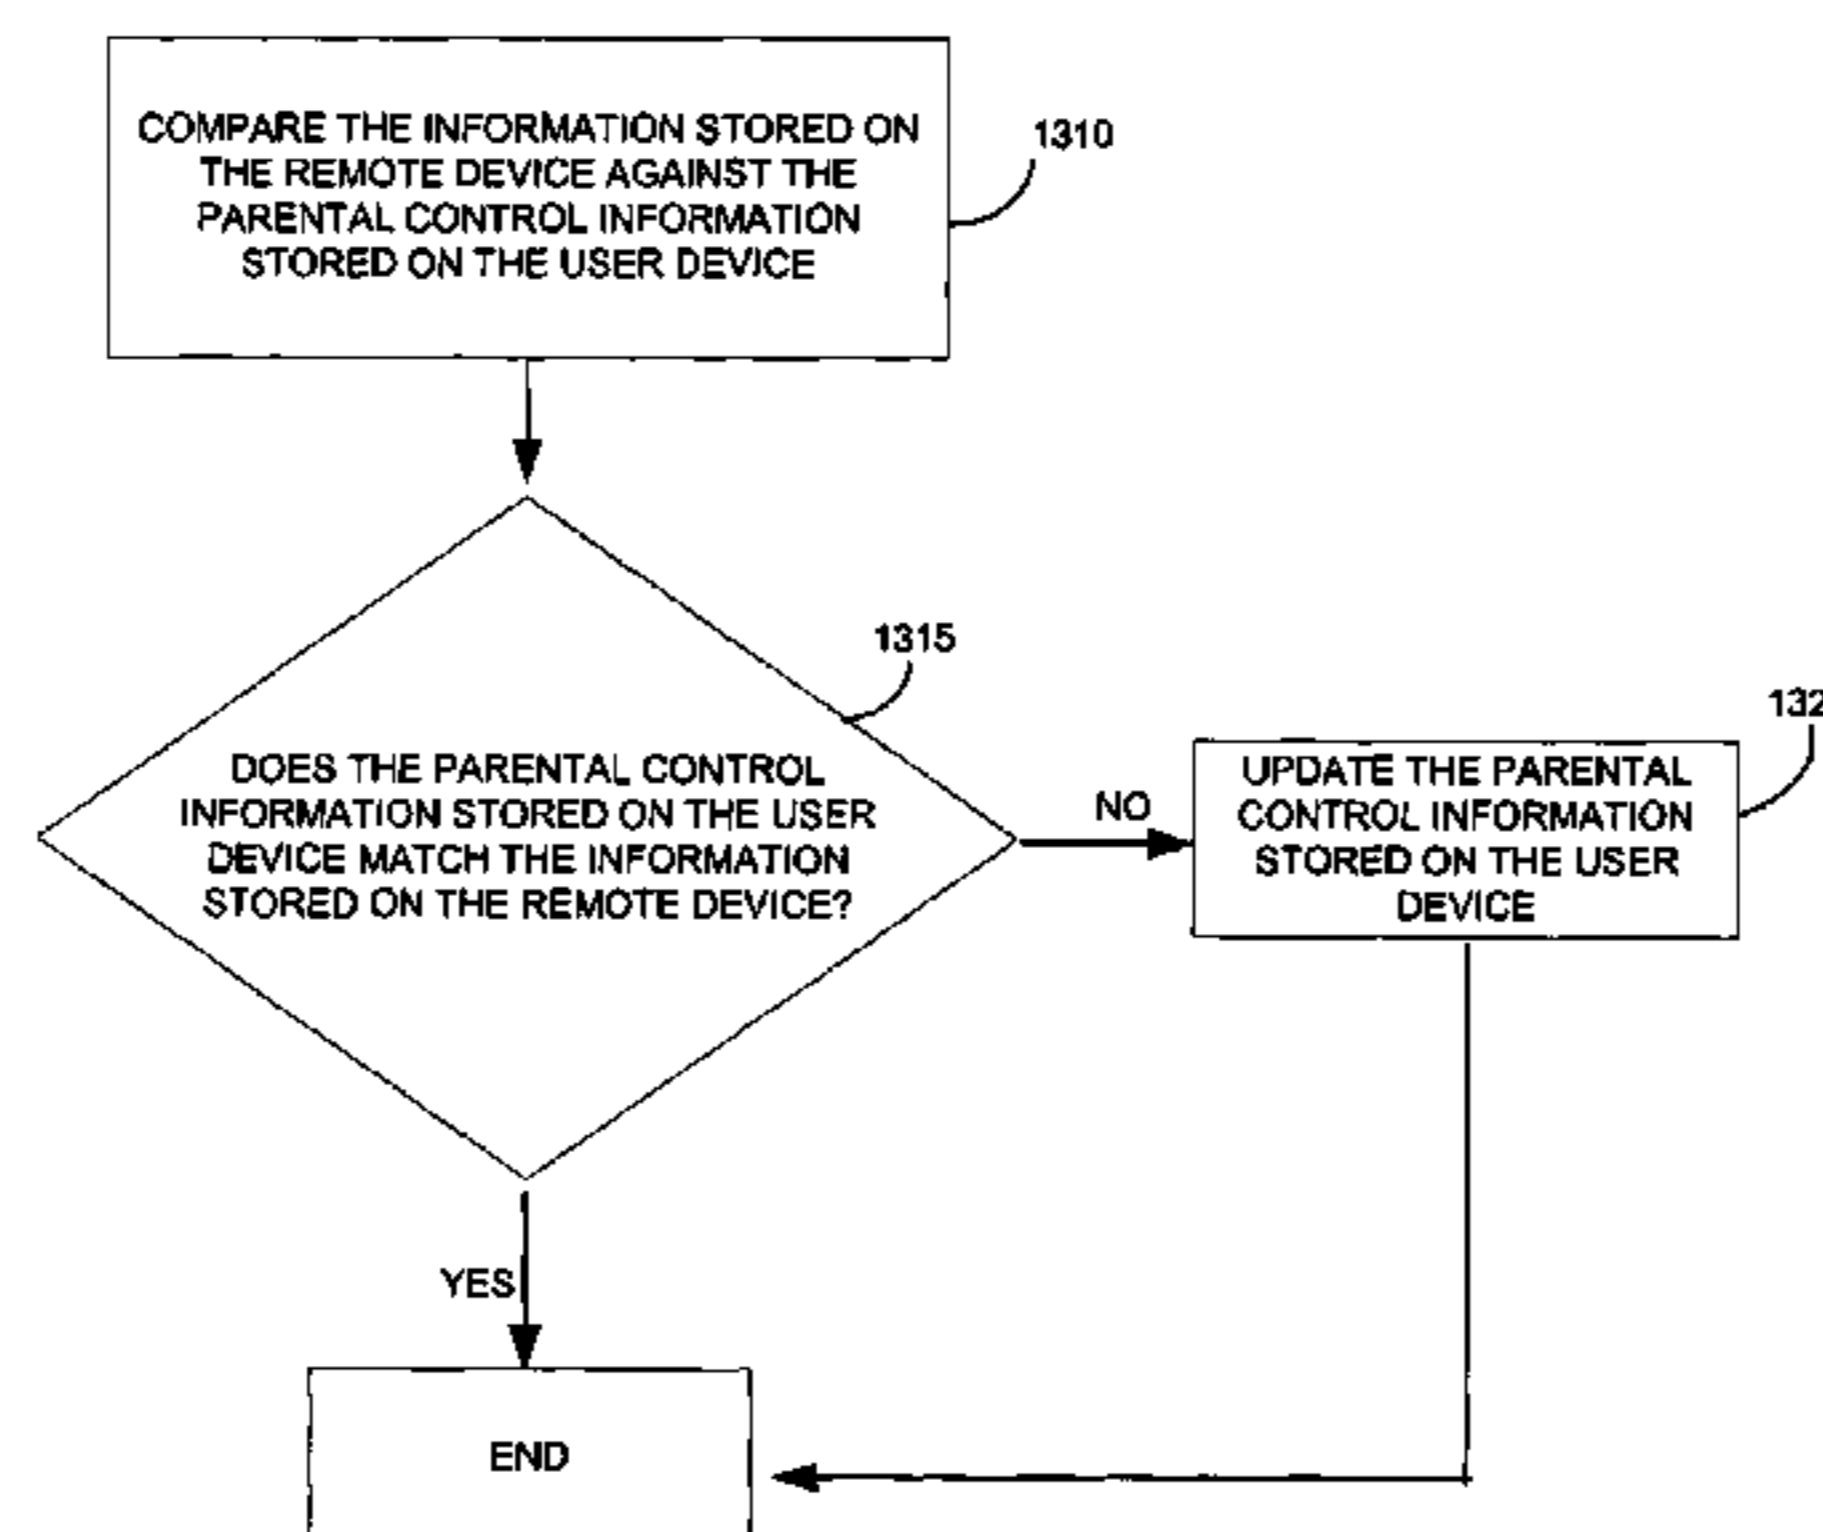 COMPARE THE INFORMATION STORED ON
THE REMOTE DEVICE AGAINST THE
PARENTAL CONTROL INFORMATION
STORED ON THE USER DEVICE
1310
1315
DOES THE PARENTAL CONTROL
INFORMATION STORED ON THE USER
DEVICE MATCH THE INFORMATION
STORED ON THE REMOTE DEVICE?
NO
132
UPDATE THE PARENTAL
CONTROL INFORMATION
STORED ON THE USER
DEVICE
YES
END